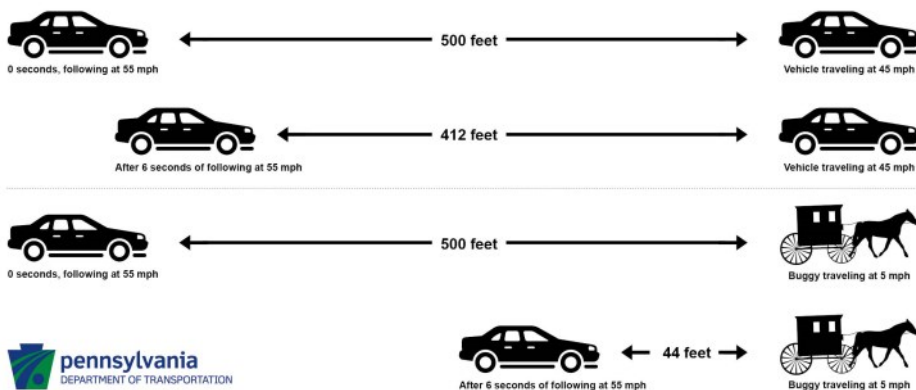 500 feet
0 seconds, following at 55 mph
Vehicle traveling at 45 mph
412 feet
After 6 seconds of following at 55 mph
Vehicle traveling at 45 mph
500 feet
0 seconds, following at 55 mph
Buggy traveling at 5 mph
44 feet
pennsylvania
DEPARTMENT OF TRANSPORTATION
After 6 seconds of following at 55 mph
Buggy traveling at 5 mph